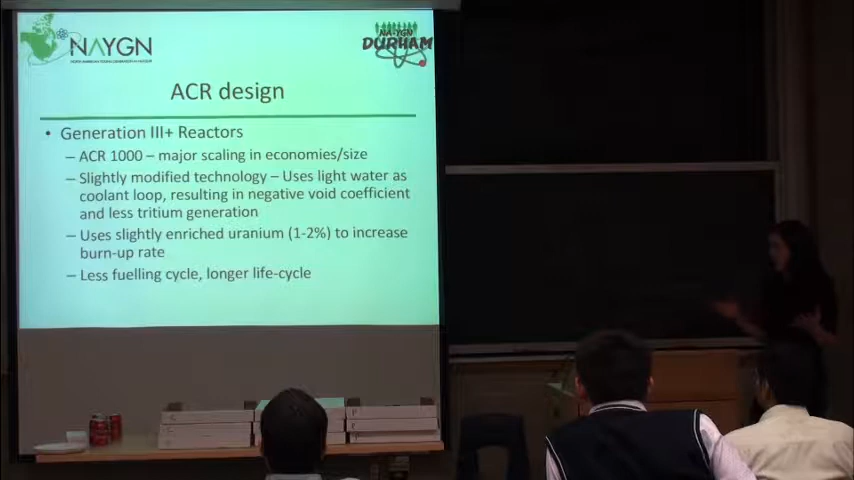 NAYGN
NA-YGN
DURHAM
ACR design
• Generation III+ Reactors
– ACR 1000 – major scaling in economies/size
– Slightly modified technology – Uses light water as
coolant loop, resulting in negative void coefficient
and less tritium generation
– Uses slightly enriched uranium (1-2%) to increase
burn-up rate
– Less fuelling cycle, longer life-cycle